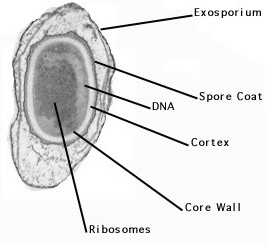 Exosporium
Spore Coat
DNA
Cortex
Core Wall
Ribosomes